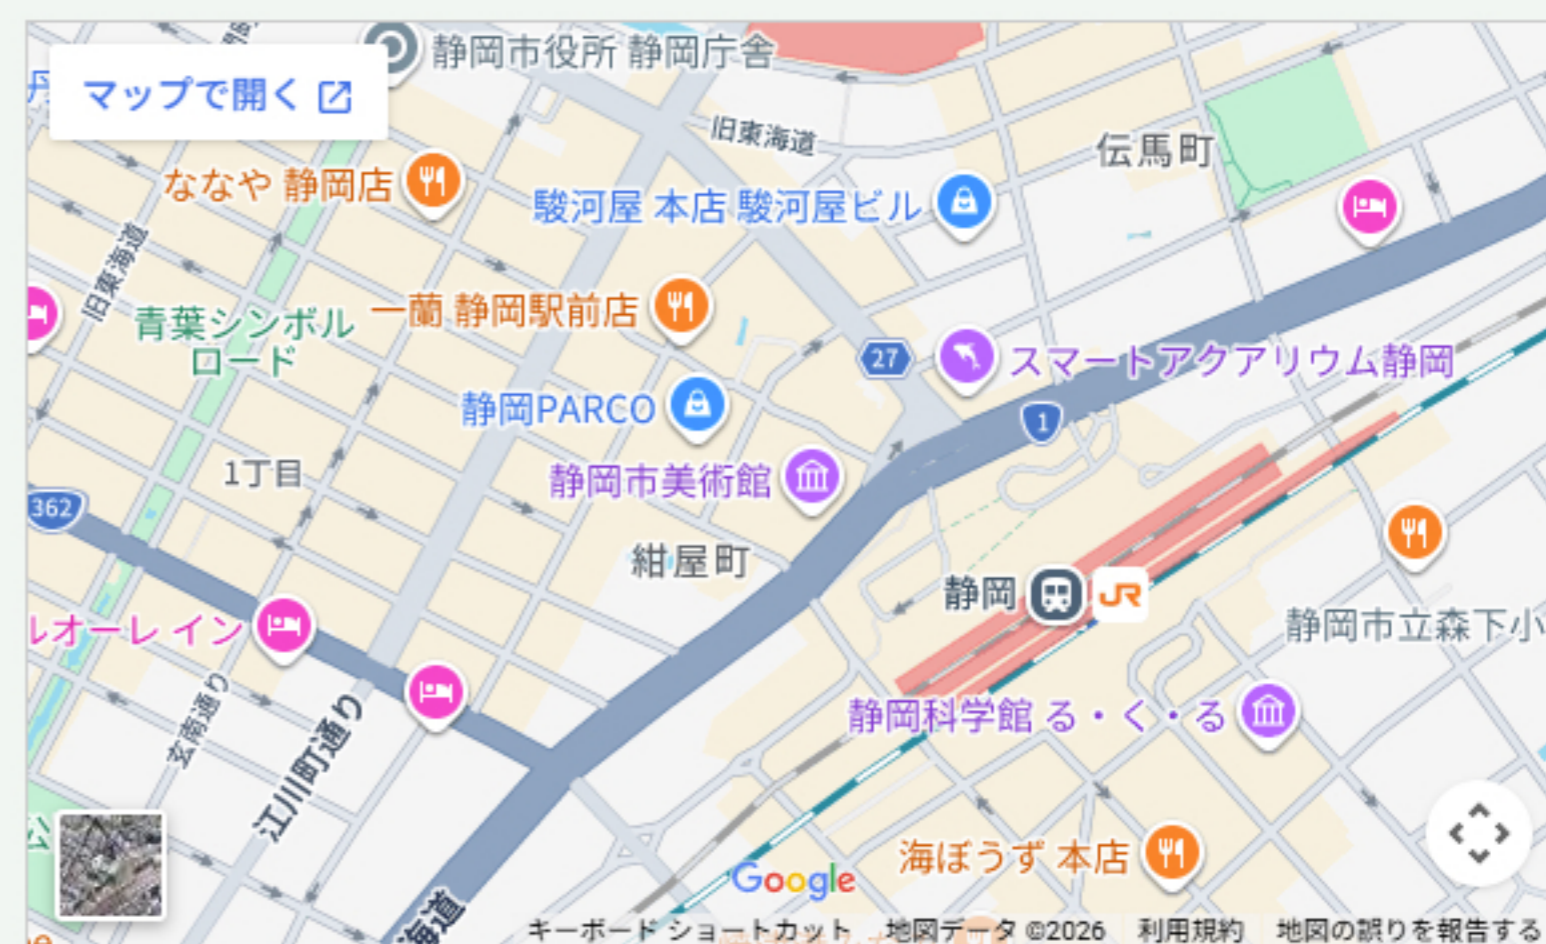 静岡市役所 静岡庁舎
マップで開く
旧東海道
伝馬町
ななや 静岡店
駿河屋 本店 駿河屋ビル
旧東海道
青葉シンボル
ロード
一蘭 静岡駅前店
27
スマートアクアリウム静岡
静岡PARCO
1
1丁目
静岡市美術館
362
紺屋町
静岡
JR
ルオーレ イン
静岡市立森下小
玄南通り
江川町通り
静岡科学館 る・く・る
海ぼうず 本店
Google
海道
キーボード ショートカット
地図データ ©2026
利用規約
地図の誤りを報告する